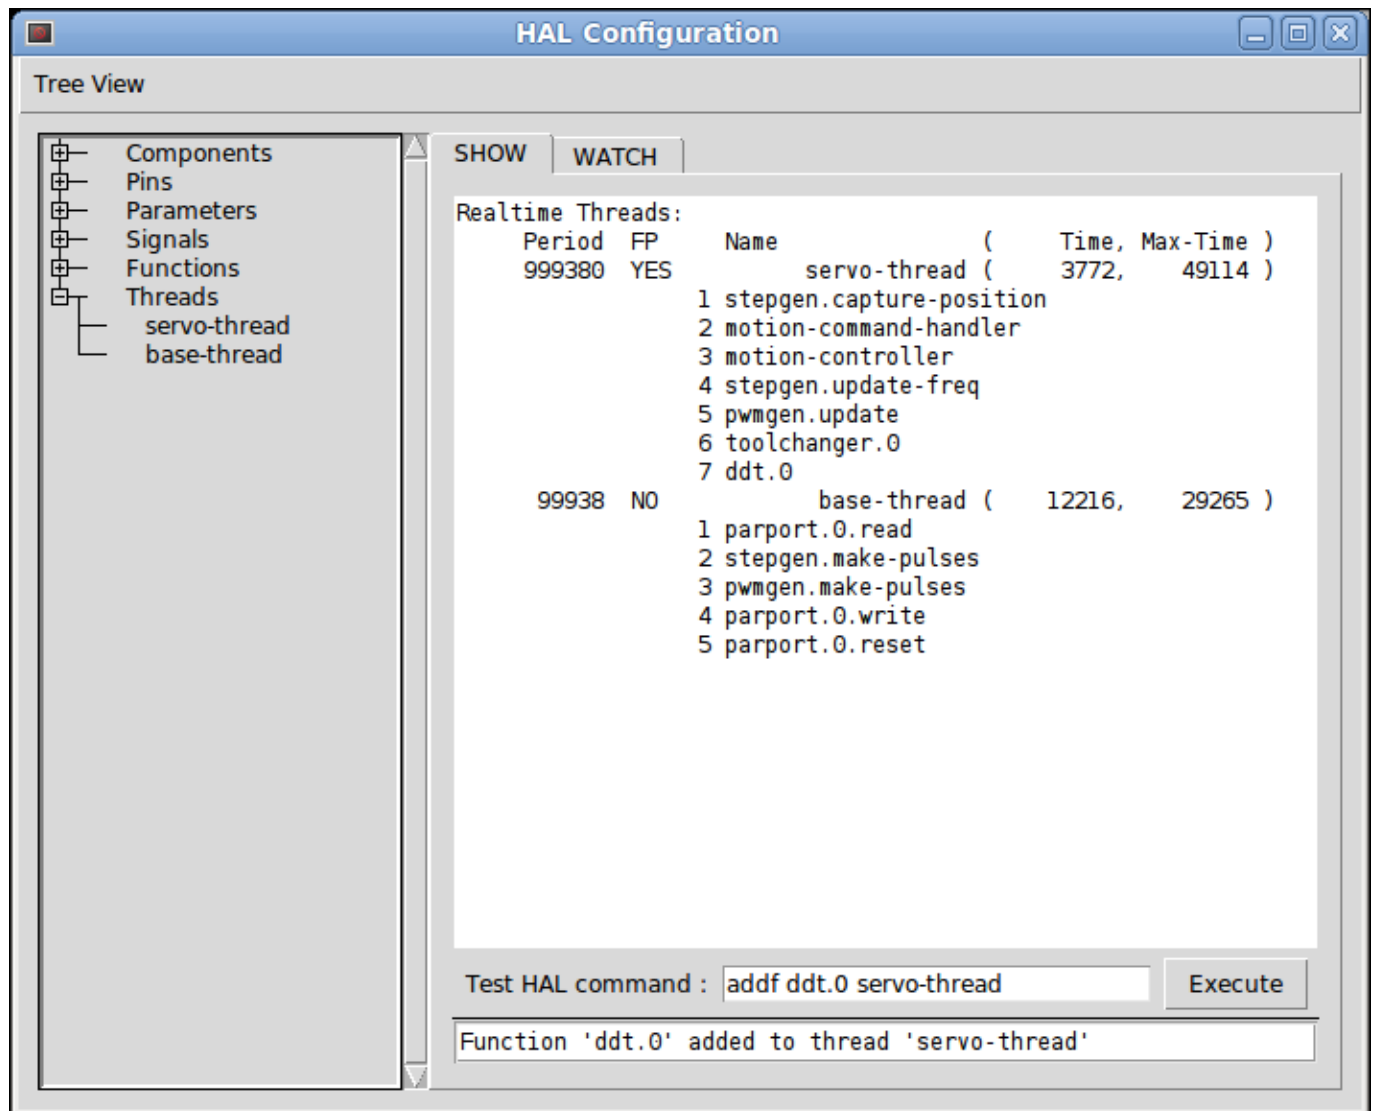 HAL Configuration
Tree View
Components
Pins
Parameters
Signals
Functions
Threads
servo-thread
base-thread
SHOW WATCH
Realtime Threads:
Period FP Name ( Time, Max-Time )
999380 YES servo-thread ( 3772, 49114 )
1 stepgen.capture-position
2 motion-command-handler
3 motion-controller
4 stepgen.update-freq
5 pwmgen.update
6 toolchanger.0
7 ddt.0
99938 NO base-thread ( 12216, 29265 )
1 parport.0.read
2 stepgen.make-pulses
3 pwmgen.make-pulses
4 parport.0.write
5 parport.0.reset
Test HAL command : addf ddt.0 servo-thread Execute
Function 'ddt.0' added to thread 'servo-thread'